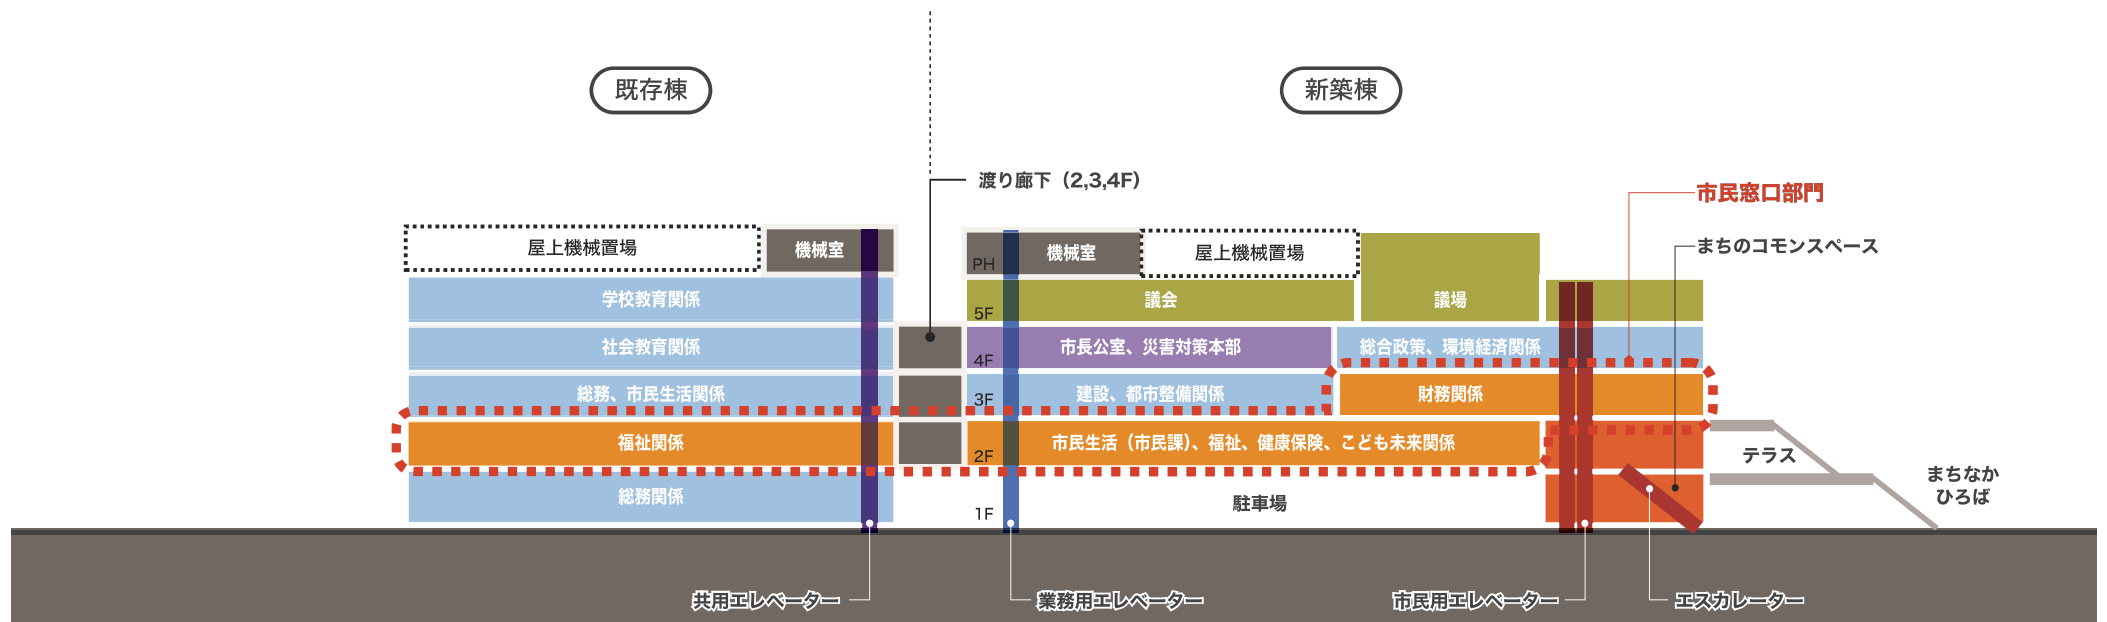 既存棟
新築棟
渡り廊下（2,3,4F）
市民窓口部門
まちのコモンスペース
屋上機械置場
機械室
PH
機械室
屋上機械置場
学校教育関係
5F
議会
議場
社会教育関係
4F
市長公室、災害対策本部
総合政策、環境経済関係
総務、市民生活関係
3F
建設、都市整備関係
財務関係
福祉関係
2F
市民生活（市民課）、福祉、健康保険、こども未来関係
テラス
総務関係
1F
駐車場
まちなか
ひろば
共用エレベーター
業務用エレベーター
市民用エレベーター
エスカレーター